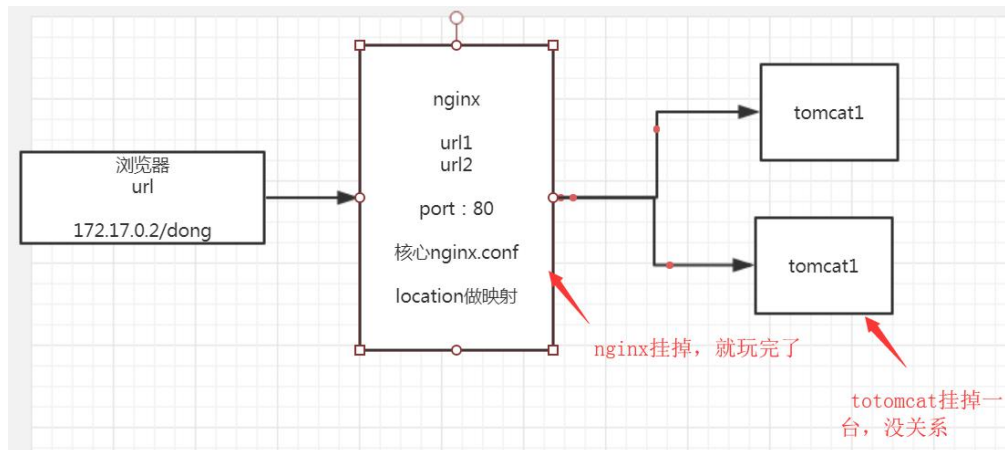 浏览器
url
172.17.0.2/dong
nginx
url1
url2
port：80
核心nginx.conf
location做映射
tomcat1
tomcat1
nginx挂掉，就玩完了
totomcat挂掉一
台，没关系